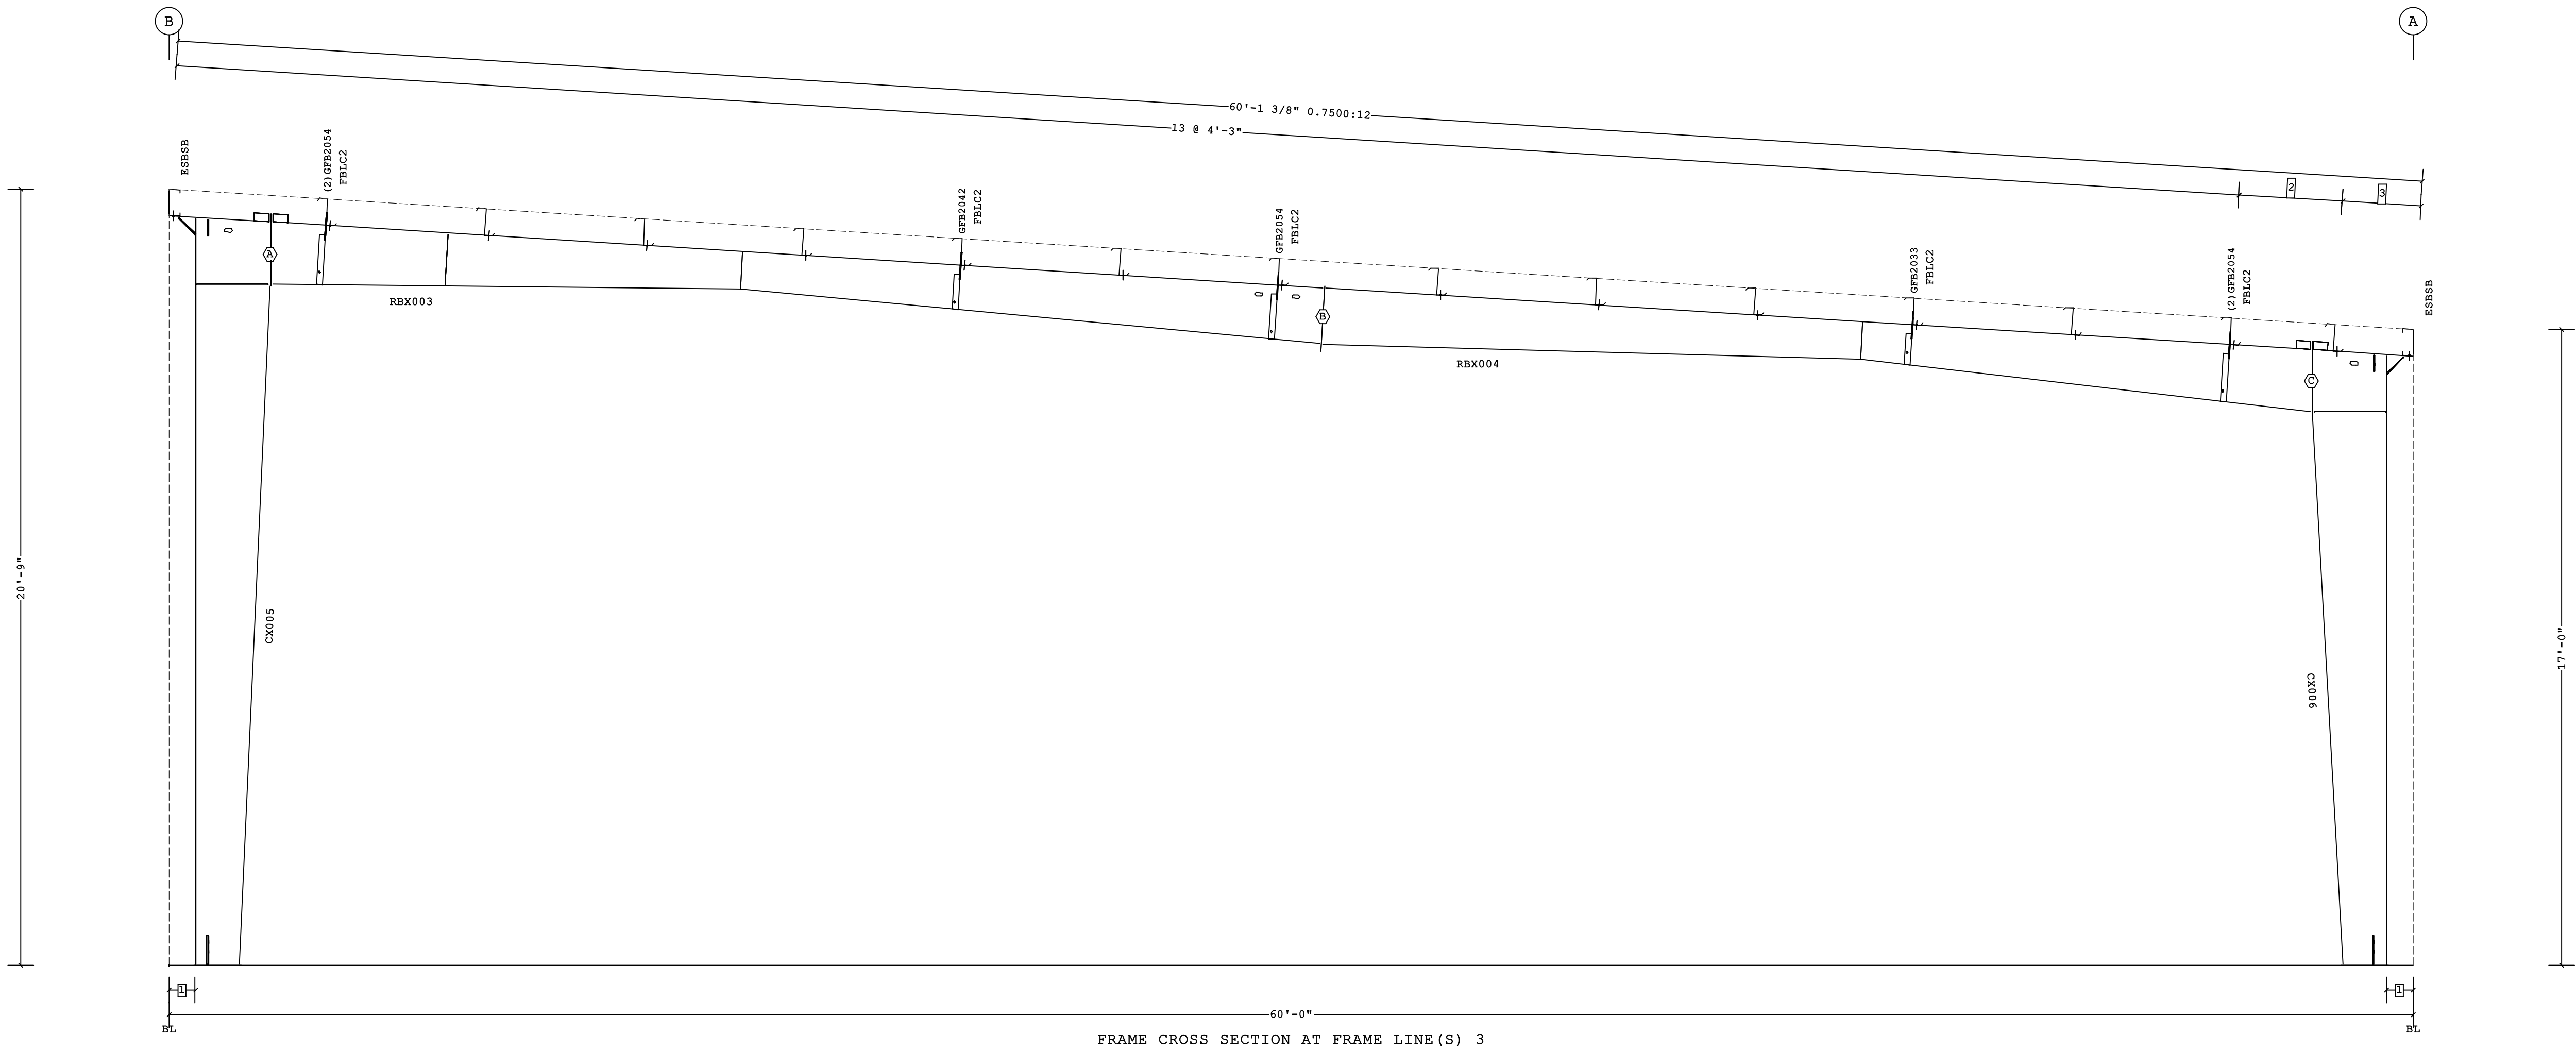 B
A
60'-1 3/8" 0.7500:12
13 @ 4'-3"
2
3
ESBSB
(2)GFB2054
FBLC2
GFB2042
FBLC2
GFB2054
FBLC2
GFB2033
FBLC2
(2)GFB2054
FBLC2
ESBSB
A
B
C
RBX003
RBX004
20'-9"
CX005
CX006
17'-0"
1
1
60'-0"
BL
BL
FRAME CROSS SECTION AT FRAME LINE(S) 3